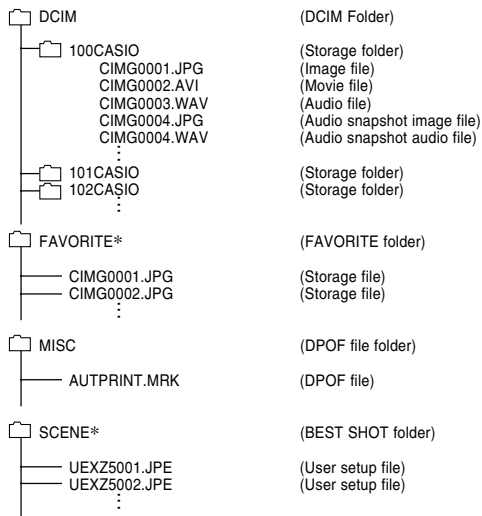 DCIM (DCIM Folder)
100CASIO (Storage folder)
CIMG0001.JPG (Image file)
CIMG0002.AVI (Movie file)
CIMG0003.WAV (Audio file)
CIMG0004.JPG (Audio snapshot image file)
CIMG0004.WAV (Audio snapshot audio file)
101CASIO (Storage folder)
102CASIO (Storage folder)
FAVORITE* (FAVORITE folder)
CIMG0001.JPG (Storage file)
CIMG0002.JPG (Storage file)
MISC (DPOF file folder)
AUTPRINT.MRK (DPOF file)
SCENE* (BEST SHOT folder)
UEXZ5001.JPE (User setup file)
UEXZ5002.JPE (User setup file)